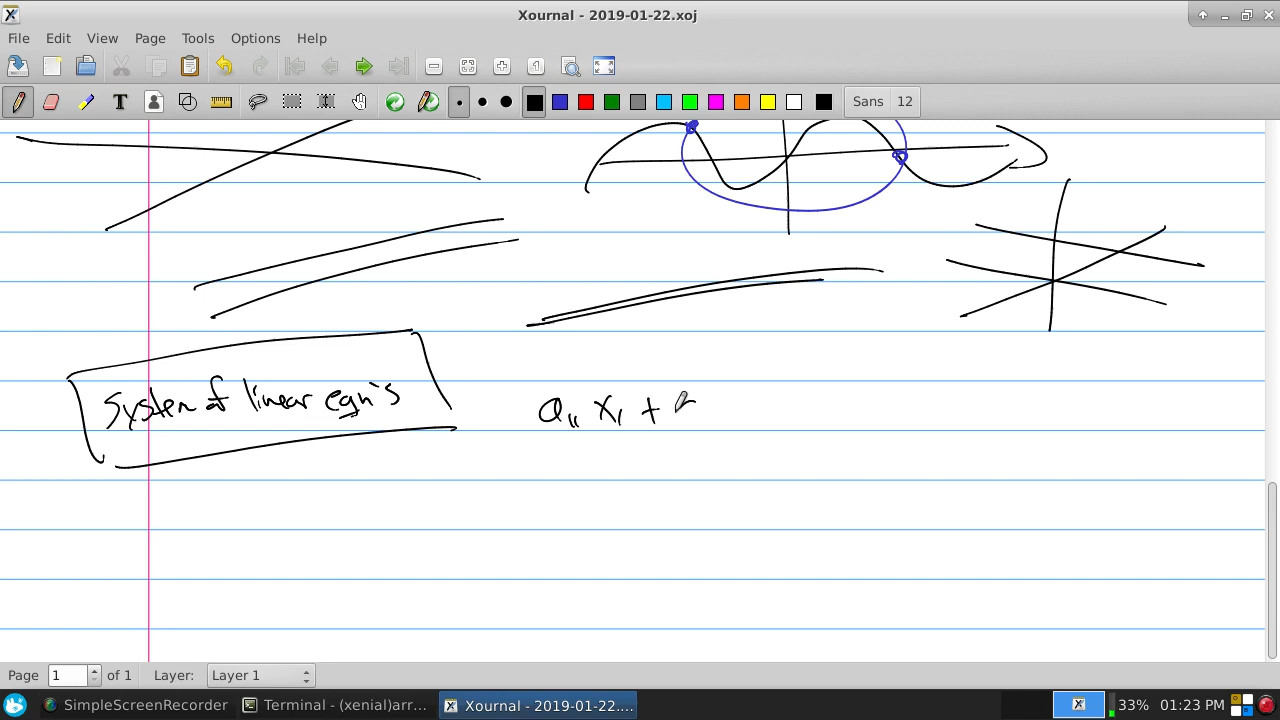 Xournal - 2019-01-22.xoj
File Edit View Page Tools Options Help
Sans 12
System of linear eqn's
a₁₁ x₁ +
Page 1 of 1 Layer: Layer 1
SimpleScreenRecorder Terminal - (xenial)arr... Xournal - 2019-01-22.... 33% 01:23 PM